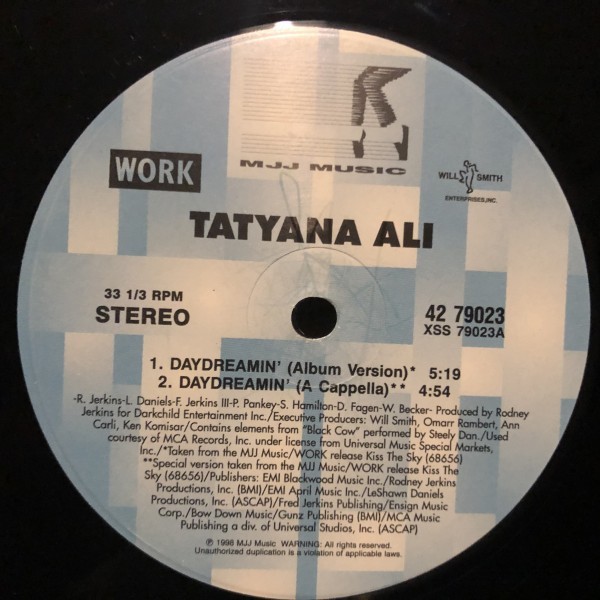 MJJ MUSIC
WORK
WILL SMITH
ENTERPRISES, INC.
TATYANA ALI
33 1/3 RPM
STEREO
42 79023
XSS 79023A
1. DAYDREAMIN' (Album Version)* 5:19
2. DAYDREAMIN' (A Cappella)** 4:54
-R. Jerkins-L. Daniels-F. Jerkins III-P. Pankey-S. Hamilton-D. Fagen-W. Becker- Produced by Rodney
Jerkins for Darkchild Entertainment Inc./Executive Producers: Will Smith, Omarr Rambert, Ann
Carli, Ken Komisar/Contains elements from "Black Cow" performed by Steely Dan./Used
courtesy of MCA Records, Inc. under license from Universal Music Special Markets,
Inc./*Taken from the MJJ Music/WORK release Kiss The Sky (68656)
**Special version taken from the MJJ Music/WORK release Kiss The
Sky (68656)/Publishers: EMI Blackwood Music Inc./Rodney Jerkins
Productions, Inc. (BMI)/EMI April Music Inc./LeShawn Daniels
Productions, Inc. (ASCAP)/Fred Jerkins Publishing/Ensign Music
Corp./Bow Down Music/Gunz Publishing (BMI)/MCA Music
Publishing a div. of Universal Studios, Inc. (ASCAP)
℗ 1998 MJJ Music WARNING: All rights reserved.
Unauthorized duplication is a violation of applicable laws.